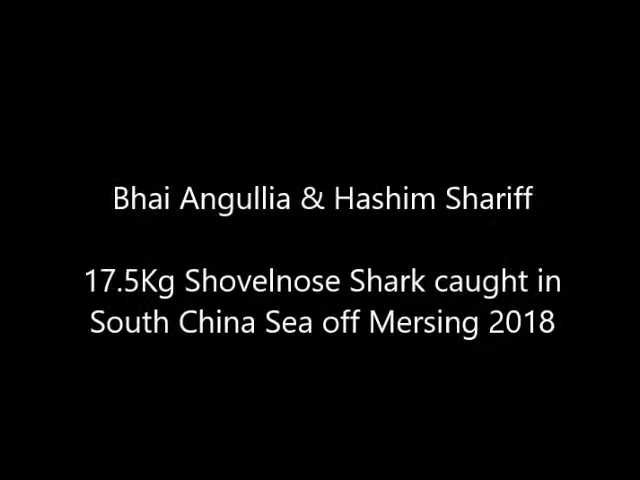 Bhai Angullia & Hashim Shariff
17.5Kg Shovelnose Shark caught in
South China Sea off Mersing 2018